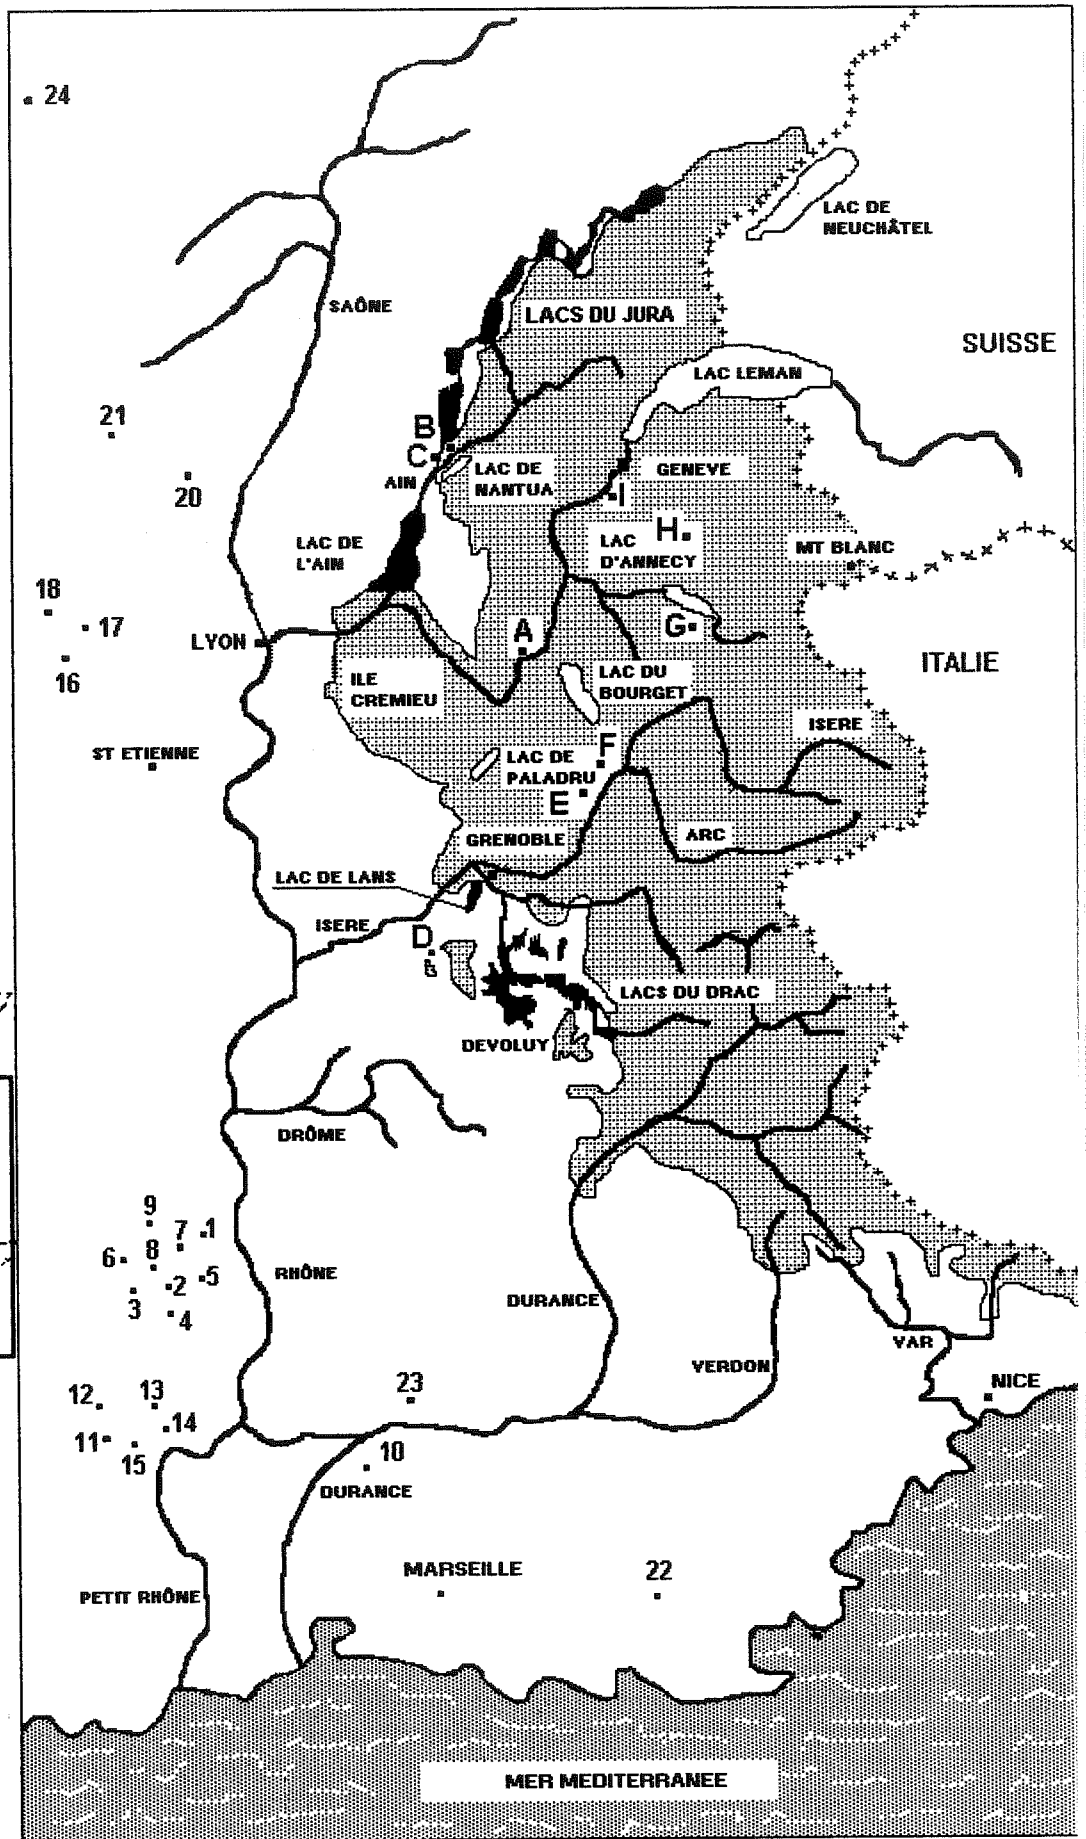 24
LAC DE
NEUCHÂTEL
SAÔNE
LACS DU JURA
SUISSE
LAC LEMAN
21
B
C
AIN
LAC DE
NANTUA
GENEVE
20
I
LAC DE
L'AIN
H
LAC
D'ANNECY
MT BLANC
18
17
LYON
A
G
16
ILE
CREMIEU
LAC DU
BOURGET
ITALIE
ISERE
ST ETIENNE
LAC DE
PALADRU
F
E
GRENOBLE
ARC
LAC DE LANS
ISERE
D
LACS DU DRAC
DEVOLUY
DRÔME
9
7
1
6
8
5
2
3
4
RHÔNE
DURANCE
VAR
VERDON
NICE
12
13
23
14
11
15
10
DURANCE
MARSEILLE
22
PETIT RHÔNE
MER MEDITERRANEE